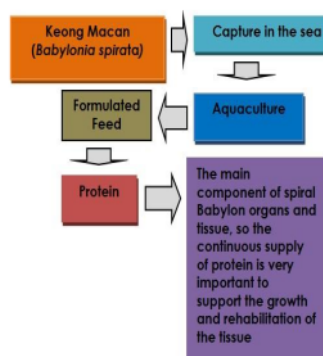 Keong Macan
(Babylonia spirata)
Capture in the sea
Aquaculture
Formulated
Feed
Protein
The main
component of spiral
Babylon organs and
tissue, so the
continuous supply
of protein is very
important to
support the growth
and rehabilitation of
the tissue